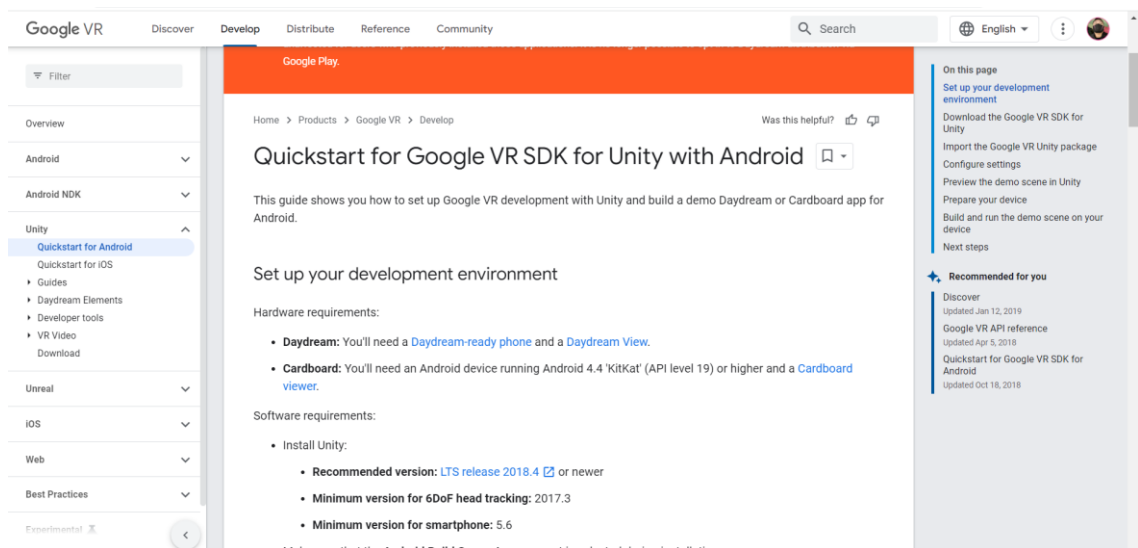 Google VR
Discover
Develop
Distribute
Reference
Community
Search
English
Filter
Overview
Android
Android NDK
Unity
Quickstart for Android
Quickstart for iOS
Guides
Daydream Elements
Developer tools
VR Video
Download
Unreal
iOS
Web
Best Practices
Experimental
Google Play.
Home > Products > Google VR > Develop
Was this helpful?
Quickstart for Google VR SDK for Unity with Android
This guide shows you how to set up Google VR development with Unity and build a demo Daydream or Cardboard app for
Android.
Set up your development environment
Hardware requirements:
• Daydream: You'll need a Daydream-ready phone and a Daydream View.
• Cardboard: You'll need an Android device running Android 4.4 'KitKat' (API level 19) or higher and a Cardboard
viewer.
Software requirements:
• Install Unity:
• Recommended version: LTS release 2018.4 or newer
• Minimum version for 6DoF head tracking: 2017.3
• Minimum version for smartphone: 5.6
On this page
Set up your development
environment
Download the Google VR SDK for
Unity
Import the Google VR Unity package
Configure settings
Preview the demo scene in Unity
Prepare your device
Build and run the demo scene on your
device
Next steps
Recommended for you
Discover
Updated Jan 12, 2019
Google VR API reference
Updated Apr 5, 2018
Quickstart for Google VR SDK for
Android
Updated Oct 18, 2018